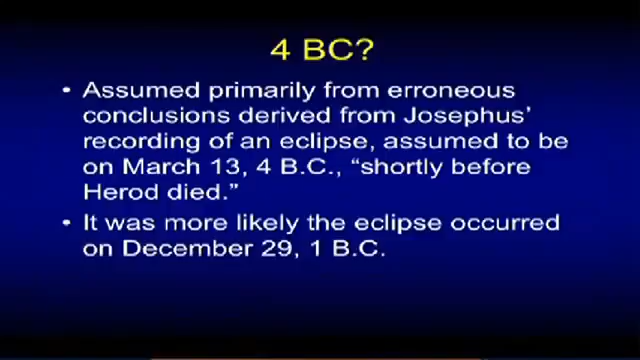 4 BC?
• Assumed primarily from erroneous
conclusions derived from Josephus'
recording of an eclipse, assumed to be
on March 13, 4 B.C., “shortly before
Herod died.”
• It was more likely the eclipse occurred
on December 29, 1 B.C.